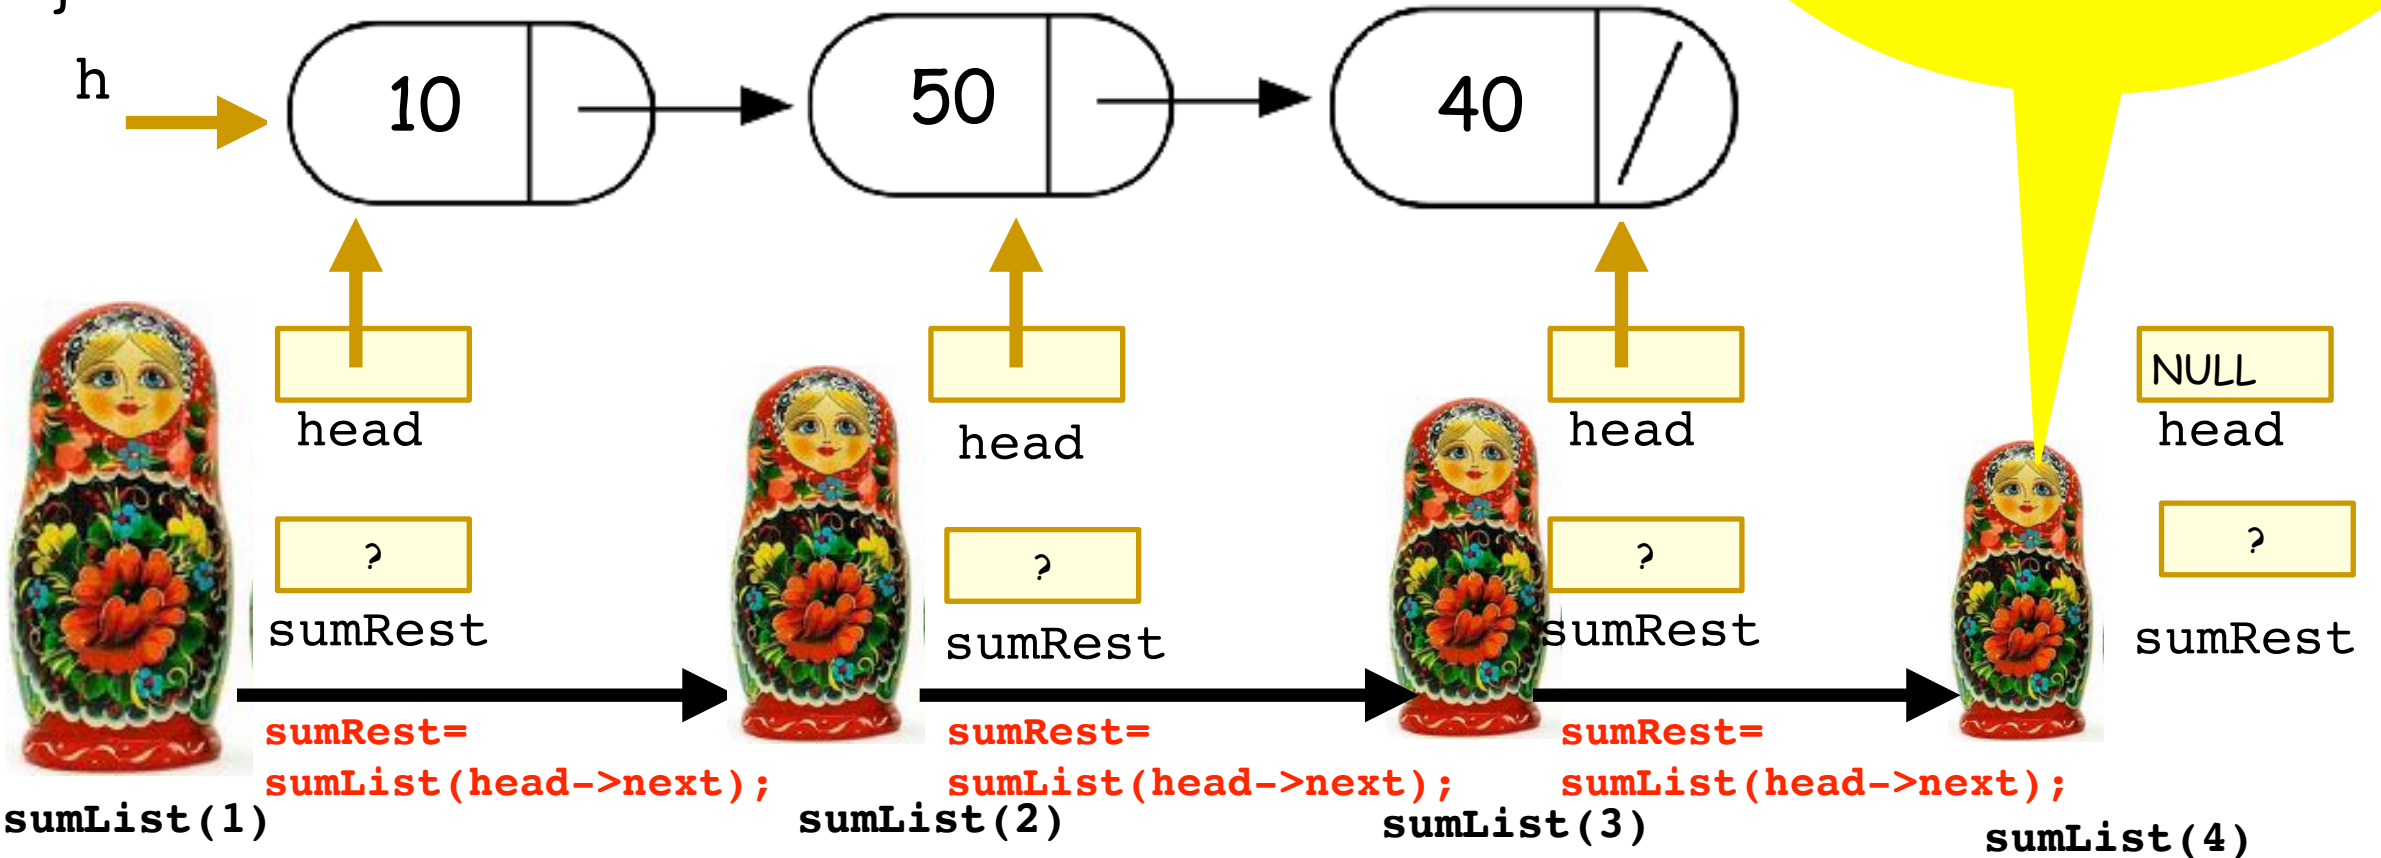 }
h
10
50
40
NULL
head
head
head
head
?
?
?
?
sumRest
sumRest
sumRest
sumRest
sumRest=
sumList(head->next);
sumRest=
sumList(head->next);
sumRest=
sumList(head->next);
sumList(1)
sumList(2)
sumList(3)
sumList(4)